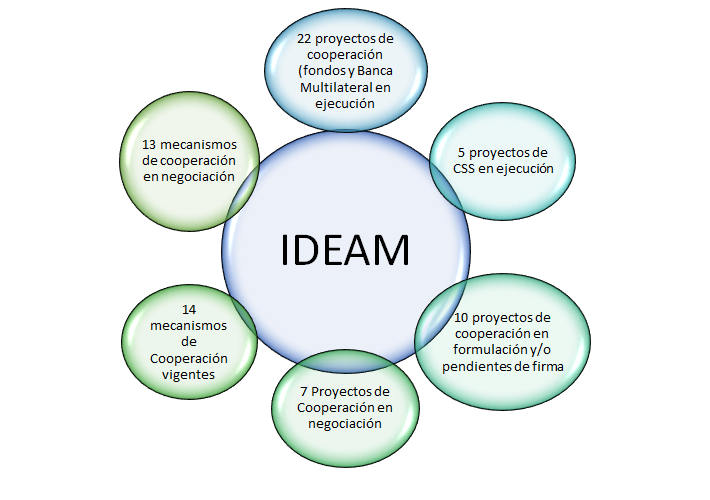 22 proyectos de
cooperación
(fondos y Banca
Multilateral en
ejecución
5 proyectos de
CSS en ejecución
10 proyectos de
cooperación en
formulación y/o
pendientes de firma
7 Proyectos de
Cooperación en
negociación
14
mecanismos
de
Cooperación
vigentes
13 mecanismos
de cooperación
en negociación
IDEAM